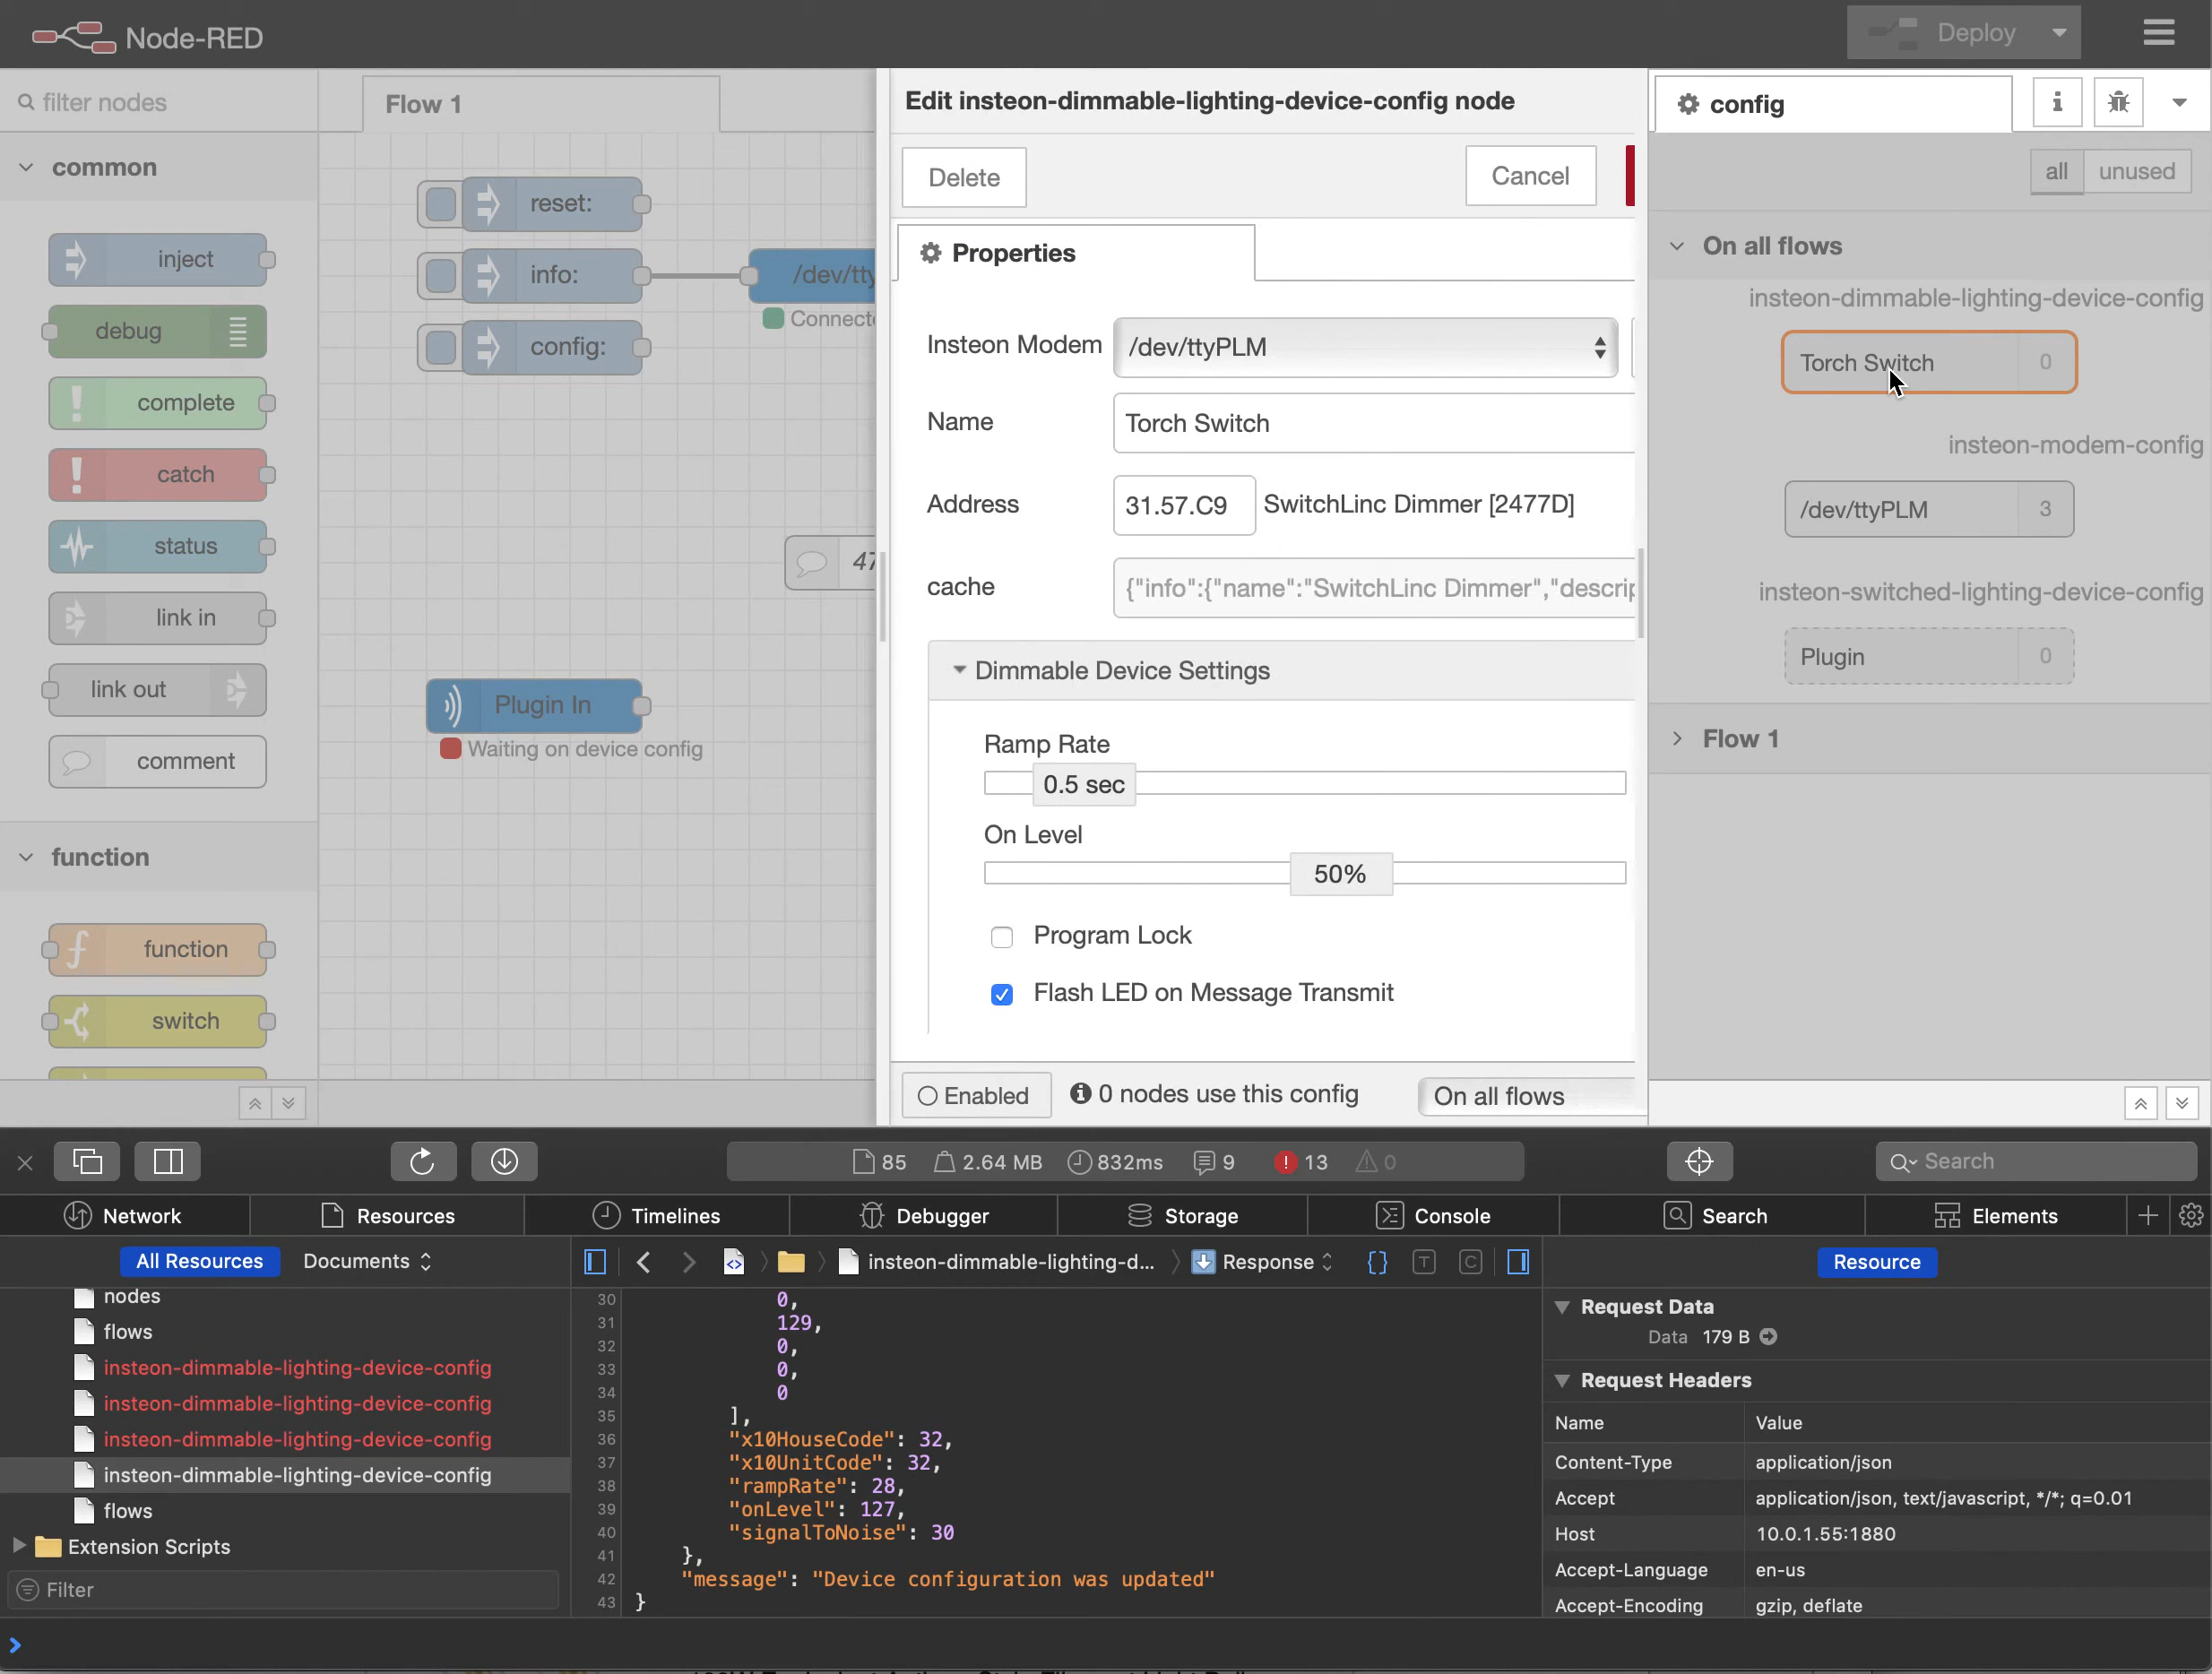 Node-RED
Deploy
filter nodes
Flow 1
common
inject
debug
complete
catch
status
link in
link out
comment
function
function
switch
reset:
info:
config:
/dev/tty
Connecte
47
Plugin In
Waiting on device config
Edit insteon-dimmable-lighting-device-config node
Delete
Cancel
Properties
Insteon Modem
/dev/ttyPLM
Name
Torch Switch
Address
31.57.C9
SwitchLinc Dimmer [2477D]
cache
{"info":{"name":"SwitchLinc Dimmer","descrip
Dimmable Device Settings
Ramp Rate
0.5 sec
On Level
50%
Program Lock
Flash LED on Message Transmit
Enabled
0 nodes use this config
On all flows
config
all
unused
On all flows
insteon-dimmable-lighting-device-config
Torch Switch 0
insteon-modem-config
/dev/ttyPLM 3
insteon-switched-lighting-device-config
Plugin 0
Flow 1
85
2.64 MB
832ms
9
13
0
Search
Network
Resources
Timelines
Debugger
Storage
Console
Search
Elements
All Resources
Documents
nodes
flows
insteon-dimmable-lighting-device-config
insteon-dimmable-lighting-device-config
insteon-dimmable-lighting-device-config
insteon-dimmable-lighting-device-config
flows
Extension Scripts
Filter
insteon-dimmable-lighting-d...
Response
30 0,
31 129,
32 0,
33 0,
34 0
35 ],
36 "x10HouseCode": 32,
37 "x10UnitCode": 32,
38 "rampRate": 28,
39 "onLevel": 127,
40 "signalToNoise": 30
41 },
42 "message": "Device configuration was updated"
43 }
Resource
Request Data
Data 179 B
Request Headers
Name Value
Content-Type application/json
Accept application/json, text/javascript, */*; q=0.01
Host 10.0.1.55:1880
Accept-Language en-us
Accept-Encoding gzip, deflate